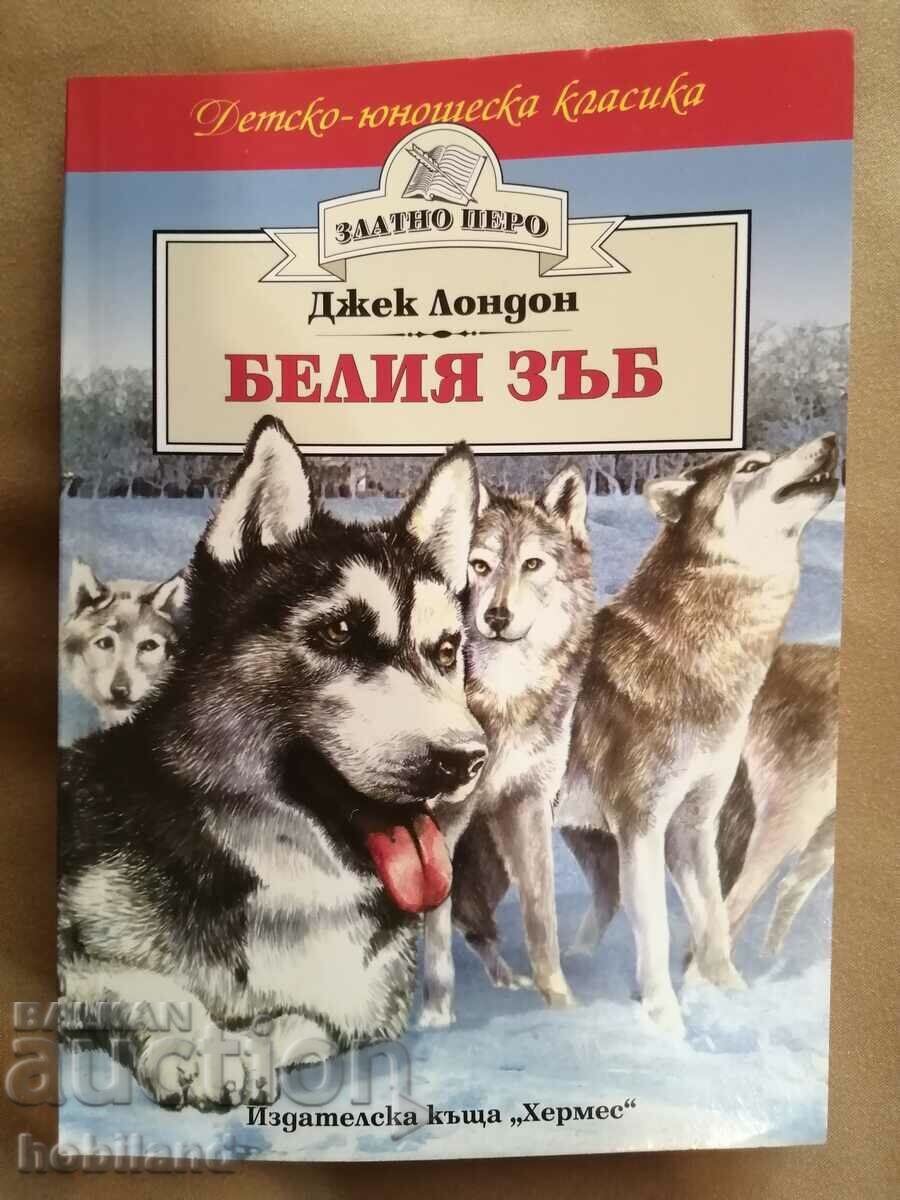 Детско-юношеска класика
ЗЛАТНО ПЕРО
Джек Лондон
БЕЛИЯ ЗЪБ
BALKAN
auction
Издателска къща „Хермес“
hobiland